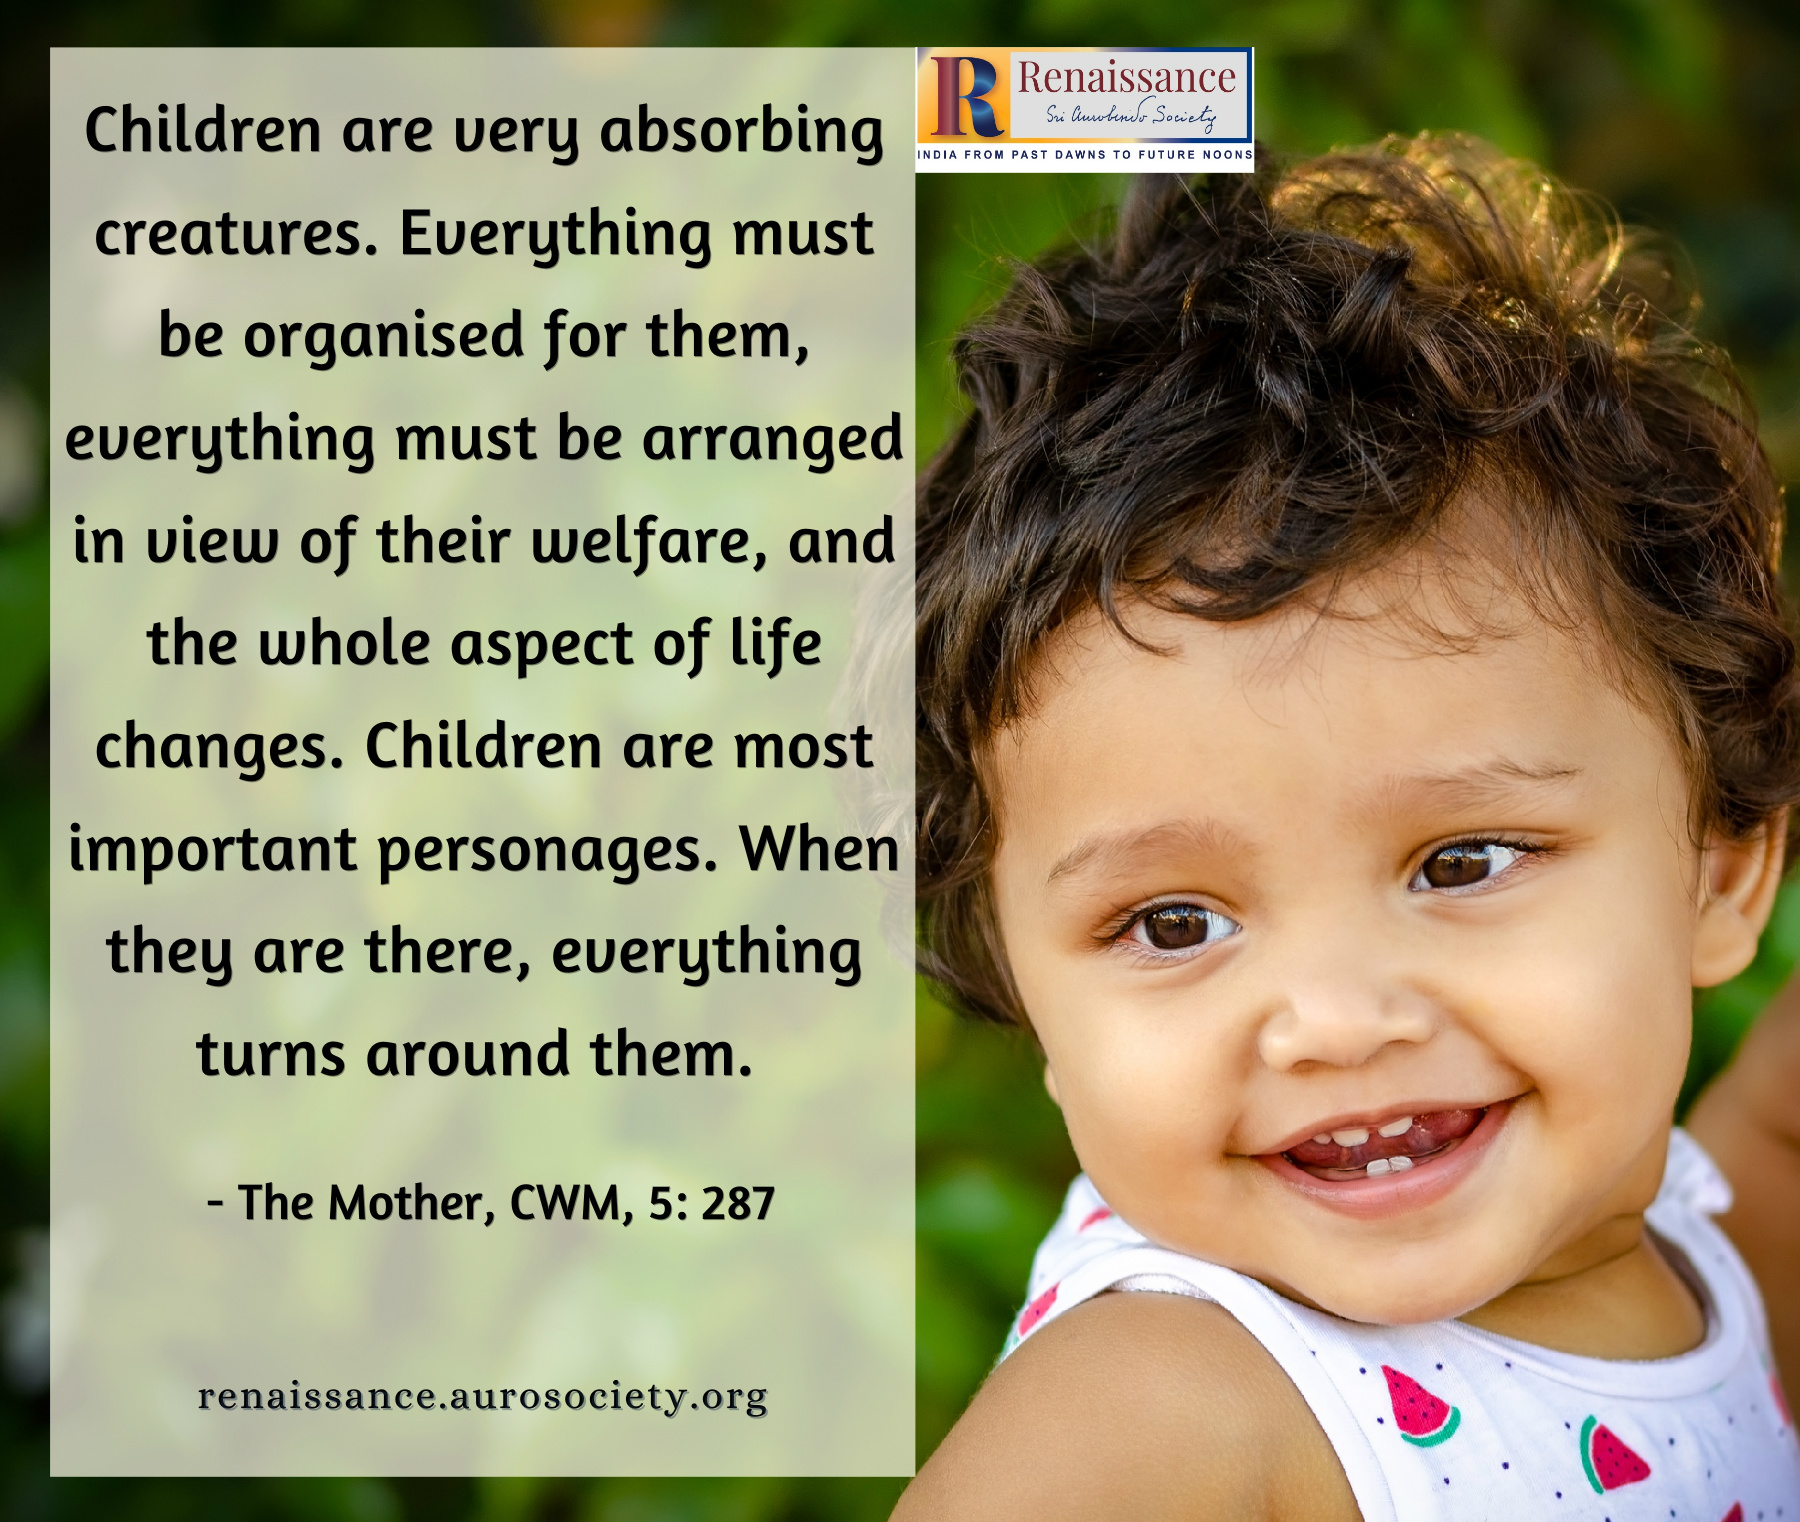 Children are very absorbing
creatures. Everything must
be organised for them,
everything must be arranged
in view of their welfare, and
the whole aspect of life
changes. Children are most
important personages. When
they are there, everything
turns around them.
- The Mother, CWM, 5: 287
renaissance.aurosociety.org
R Renaissance
Sri Aurobindo Society
INDIA FROM PAST DAWNS TO FUTURE NOONS